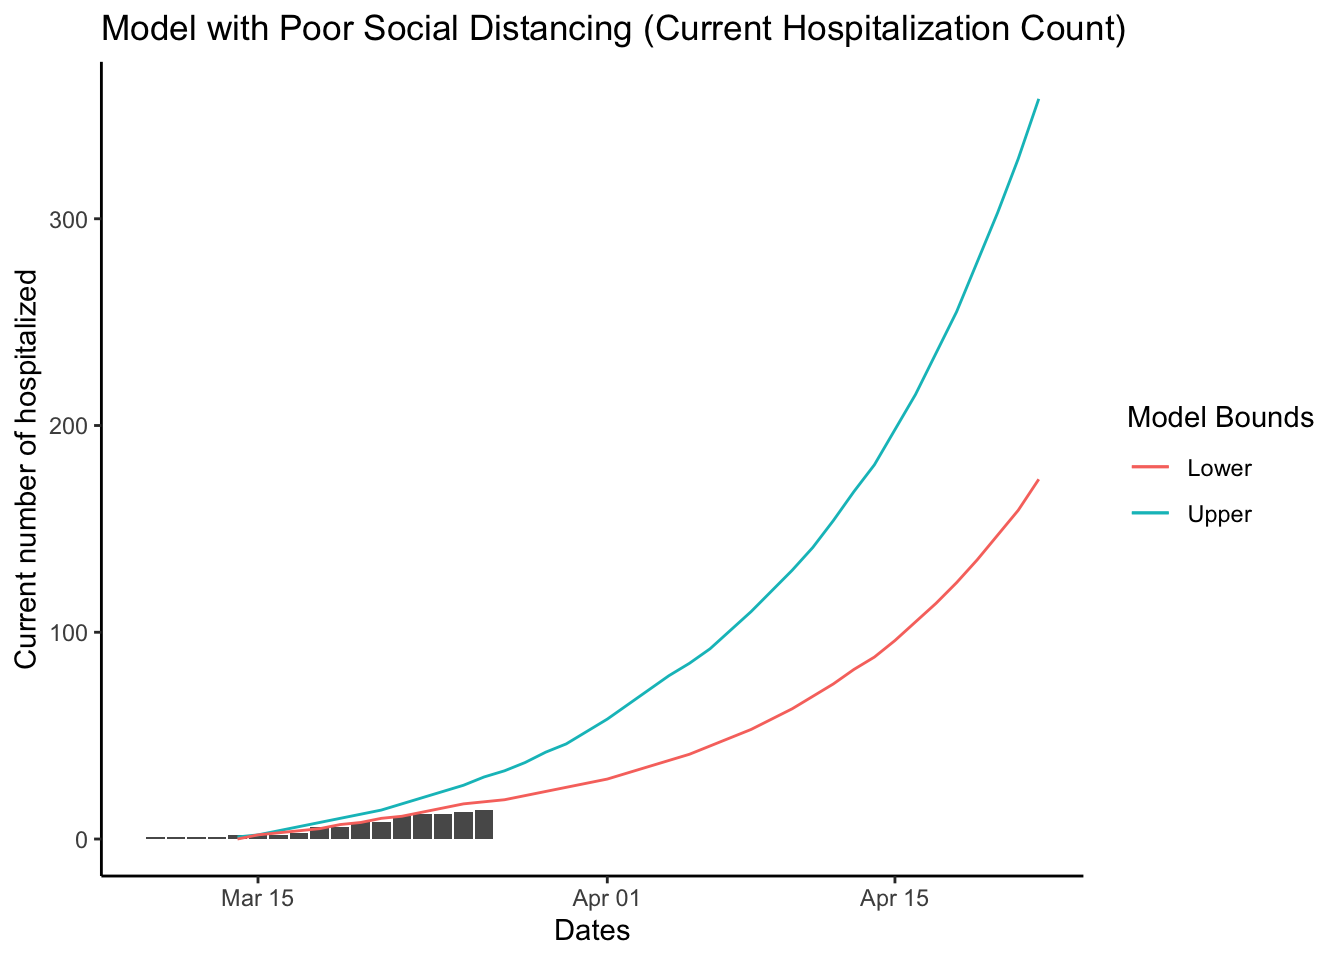 Model with Poor Social Distancing (Current Hospitalization Count)
Current number of hospitalized
300
200
100
0
Mar 15
Apr 01
Apr 15
Dates
Model Bounds
Lower
Upper